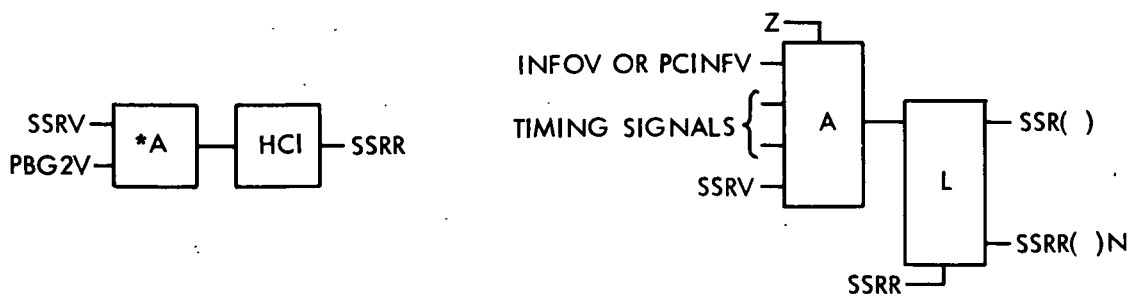 SSRV
PBG2V
*A
HCI
SSRR
Z
INFOV OR PCINFV
TIMING SIGNALS
SSRV
A
L
SSR( )
SSRR( )N
SSRR